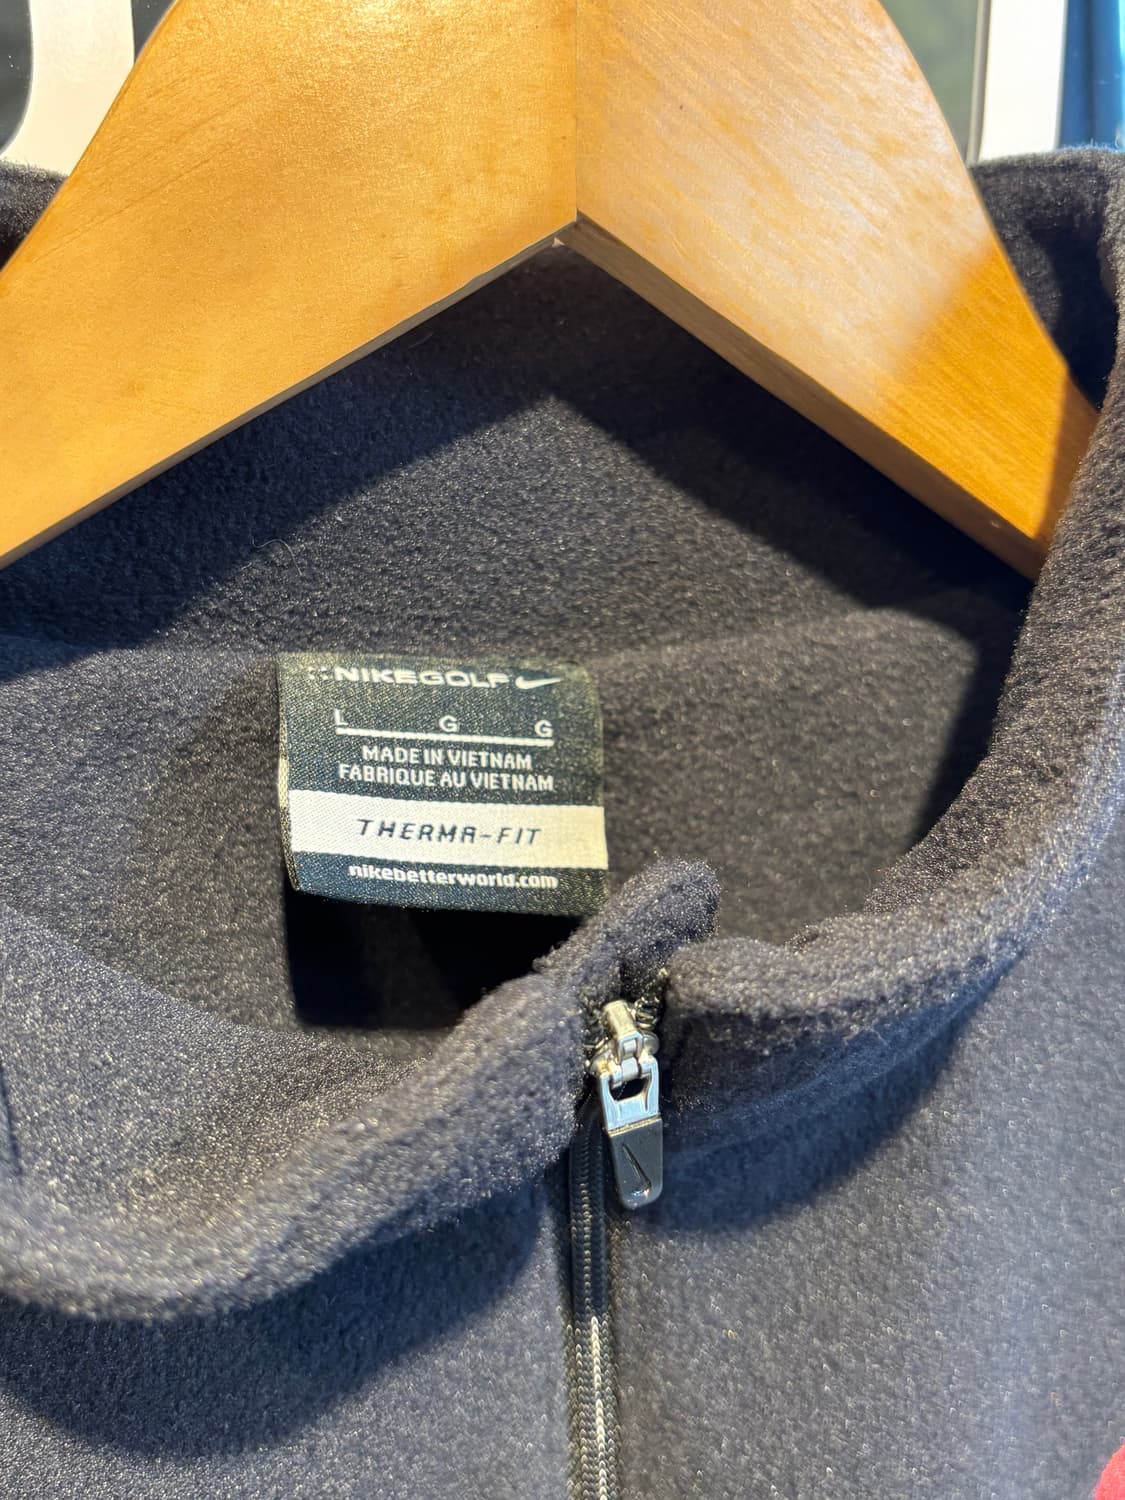 NIKEGOLF
L G G
MADE IN VIETNAM
FABRIQUE AU VIETNAM
THERMA-FIT
nikebetterworld.com